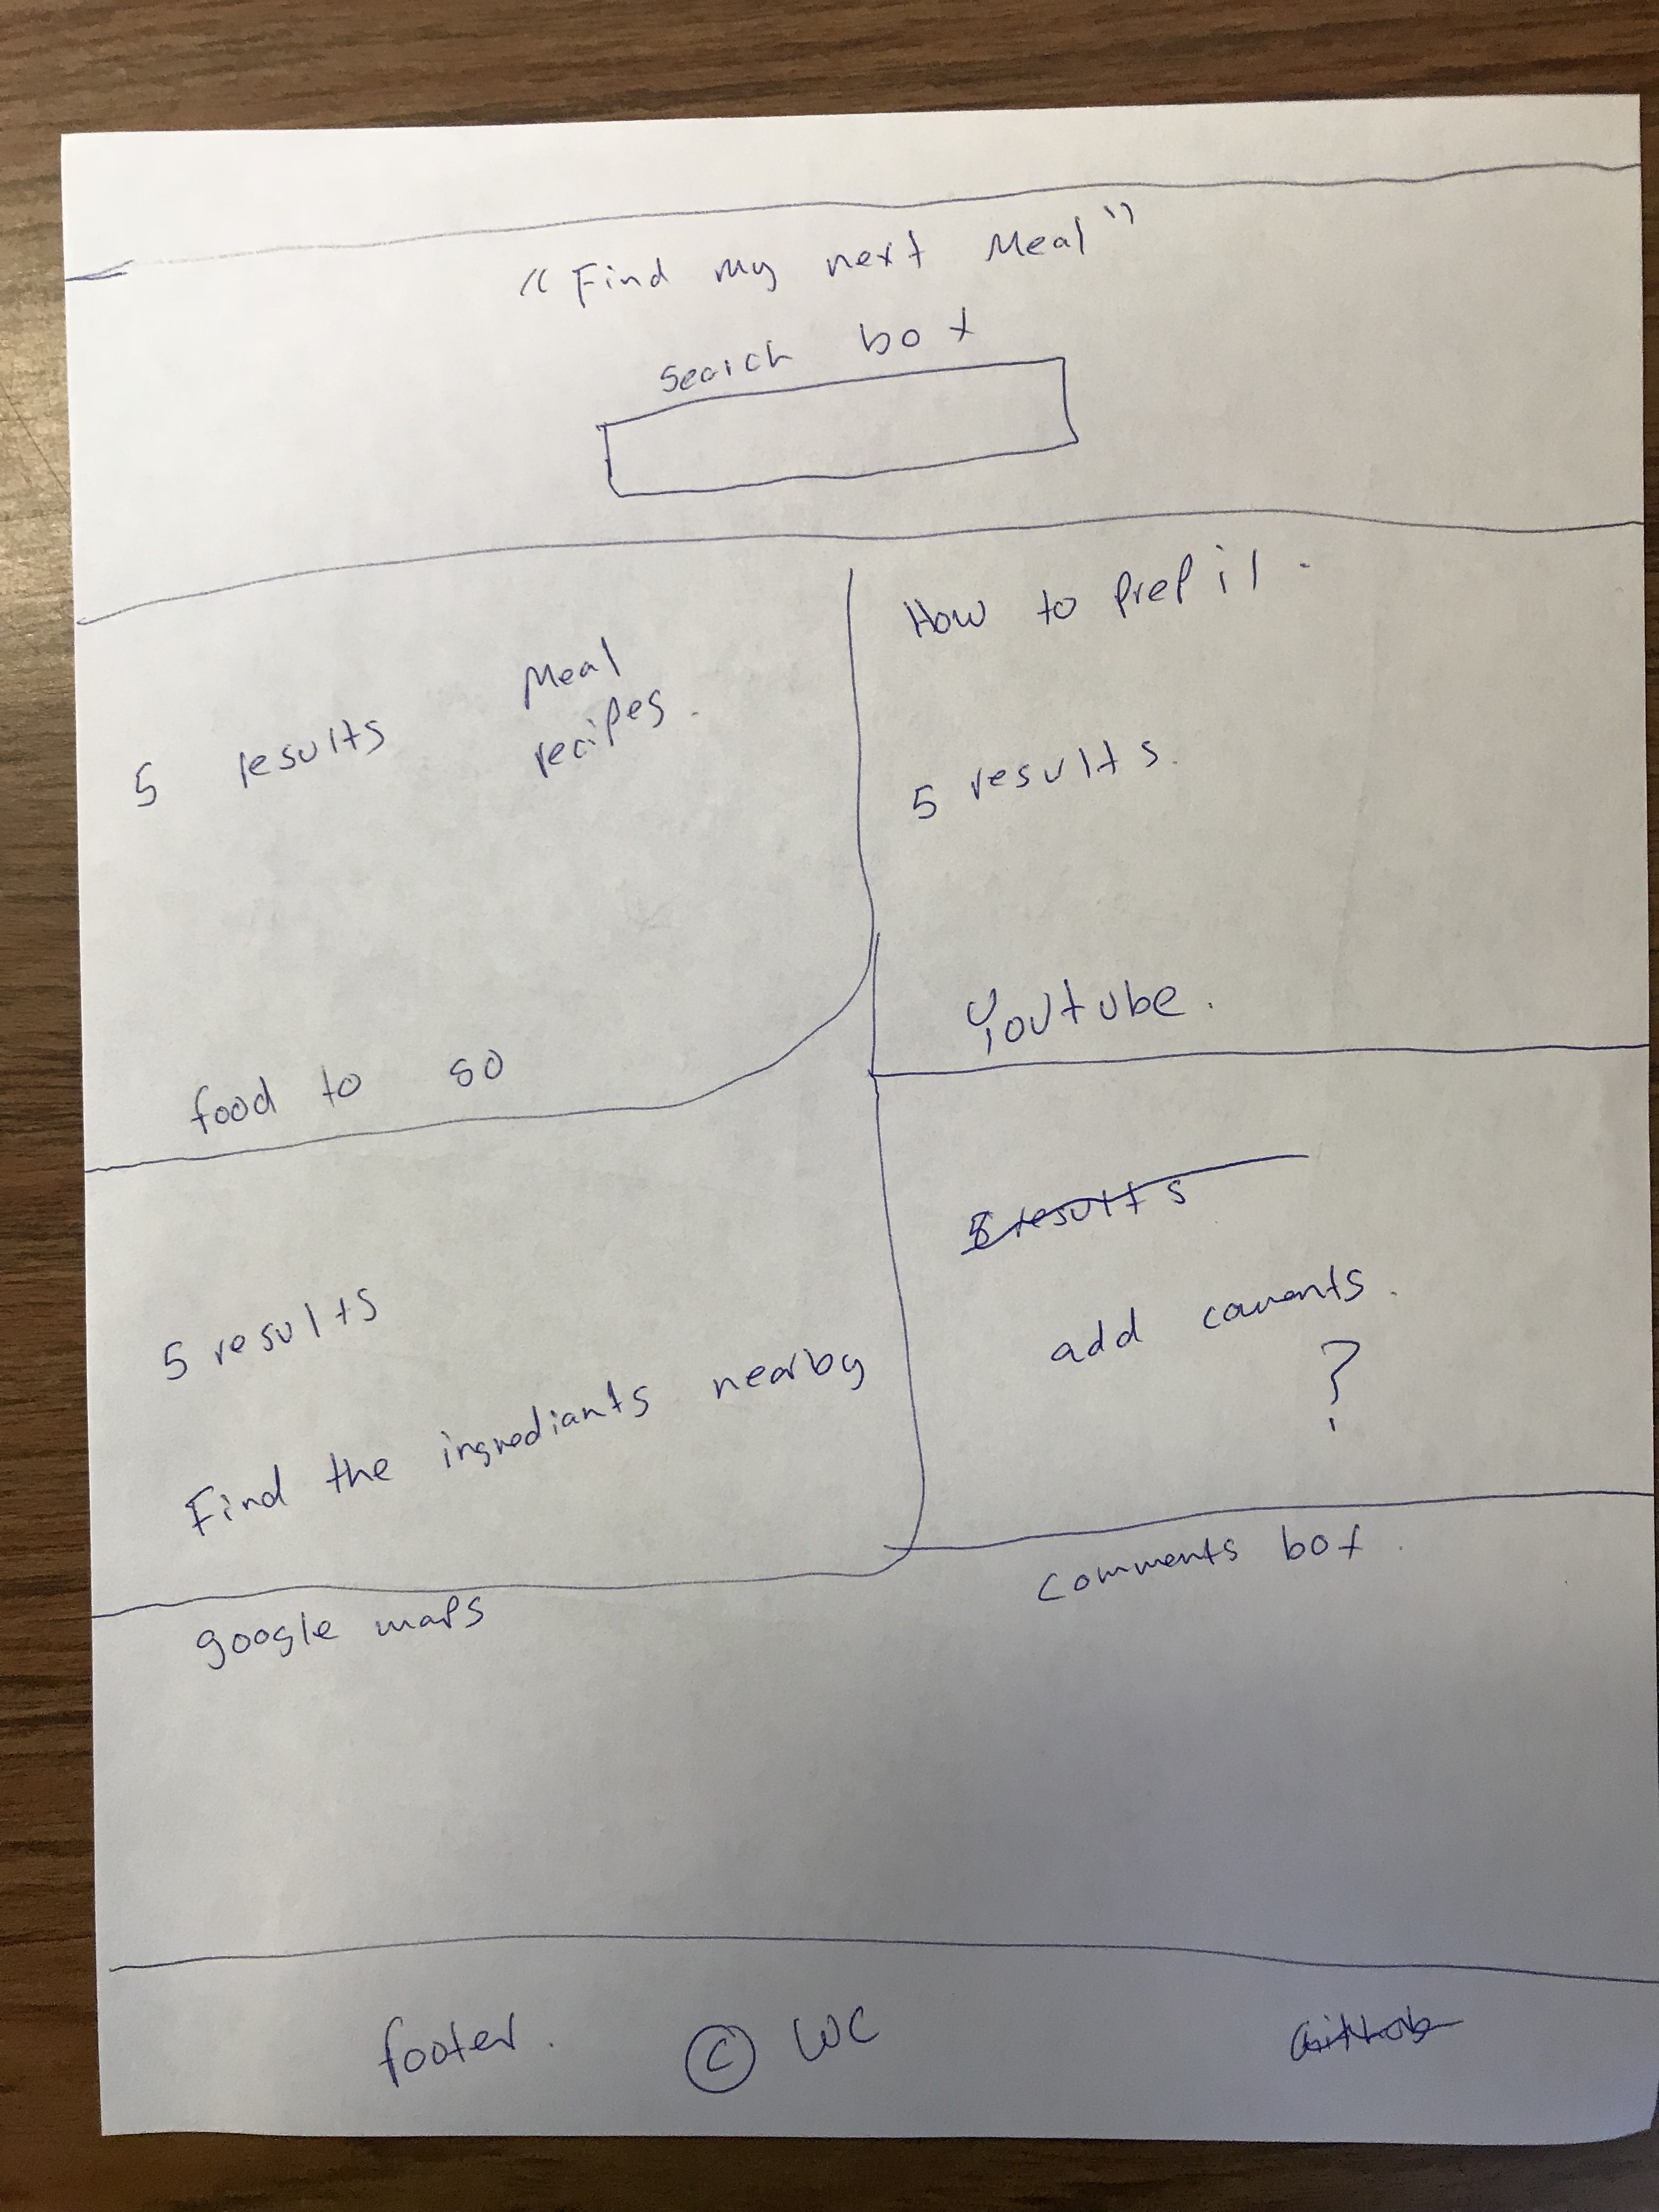 "Find my next Meal"
Search box
5 results Meal
recipes.
food to go
How to prep it.
5 results.
Youtube.
5 results
Find the ingrediants nearby
google maps
5 results
add comments.
?
comments box.
footer. © WC
GitHub